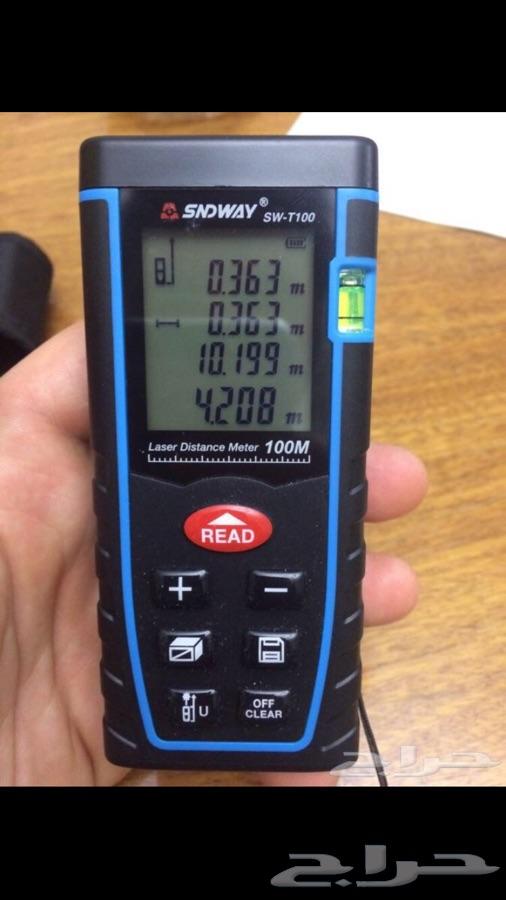 SNDWAY® SW-T100
0.363 m
0.363 m
10.199 m
4.208 m
Laser Distance Meter 100M
READ
+ −
U OFF
CLEAR
حراج
حراج